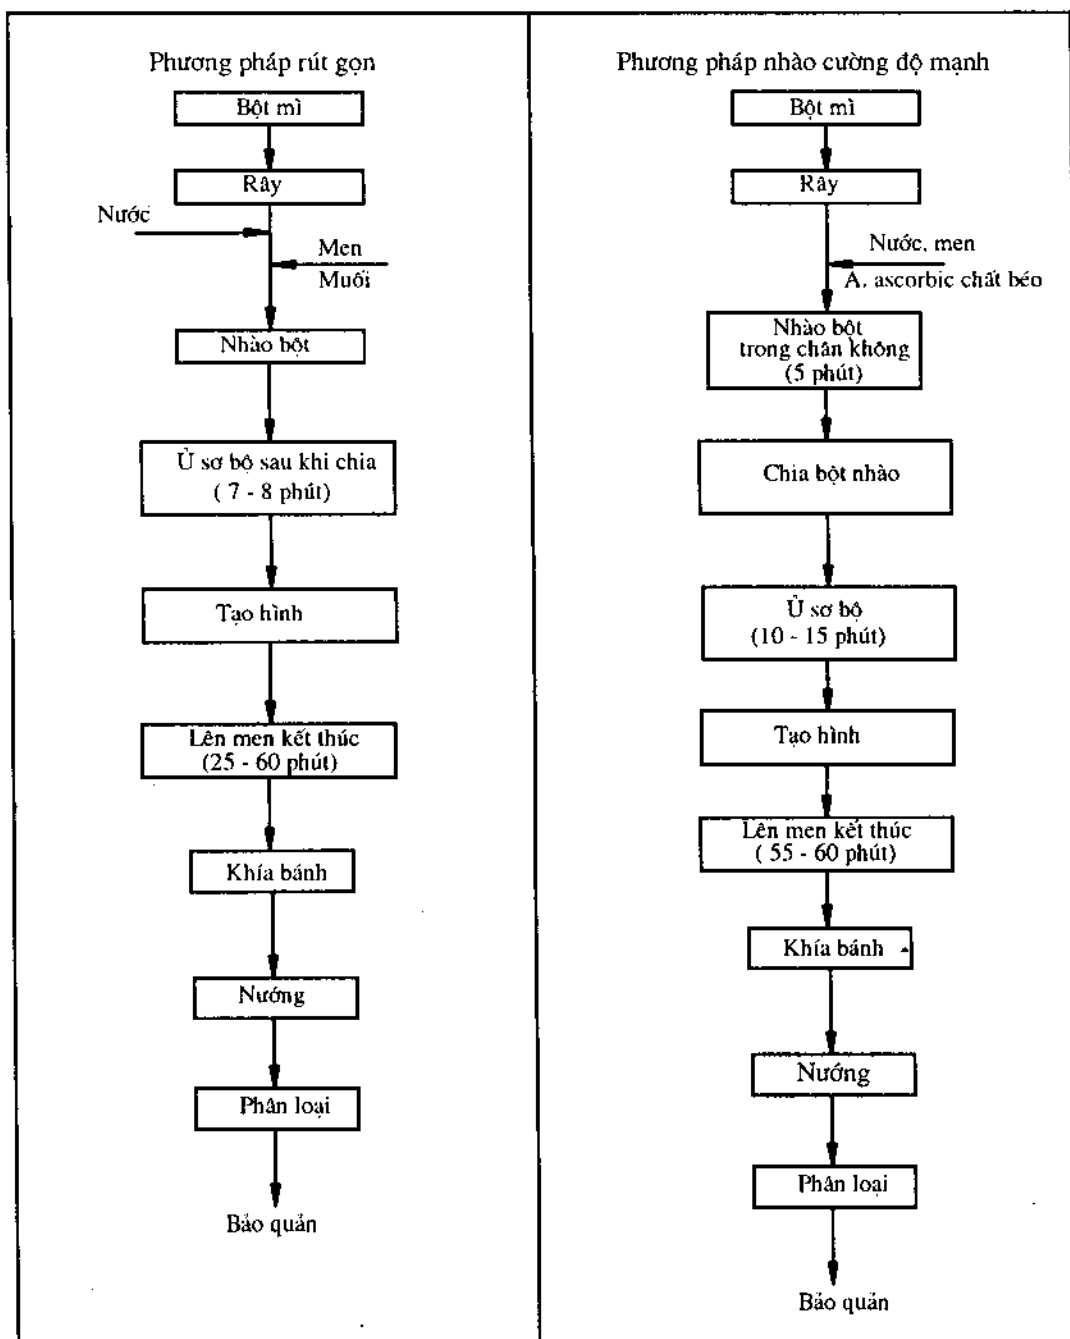 Phương pháp rút gọn
Bột mì
Rây
Nước
Men
Muối
Nhào bột
Ủ sơ bộ sau khi chia
( 7 - 8 phút)
Tạo hình
Lên men kết thúc
(25 - 60 phút)
Khía bánh
Nướng
Phân loại
Bảo quản
Phương pháp nhào cường độ mạnh
Bột mì
Rây
Nước, men
A. ascorbic chất béo
Nhào bột
trong chân không
(5 phút)
Chia bột nhào
Ủ sơ bộ
(10 - 15 phút)
Tạo hình
Lên men kết thúc
( 55 - 60 phút)
Khía bánh
Nướng
Phân loại
Bảo quản